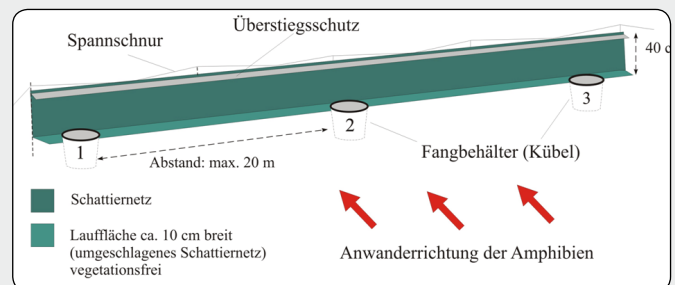 Überstiegsschutz
Spannschnur
40 c
1
2
3
Abstand: max. 20 m
Fangbehälter (Kübel)
Schattiernetz
Lauffläche ca. 10 cm breit
(umgeschlagenes Schattiernetz)
vegetationsfrei
Anwanderrichtung der Amphibien